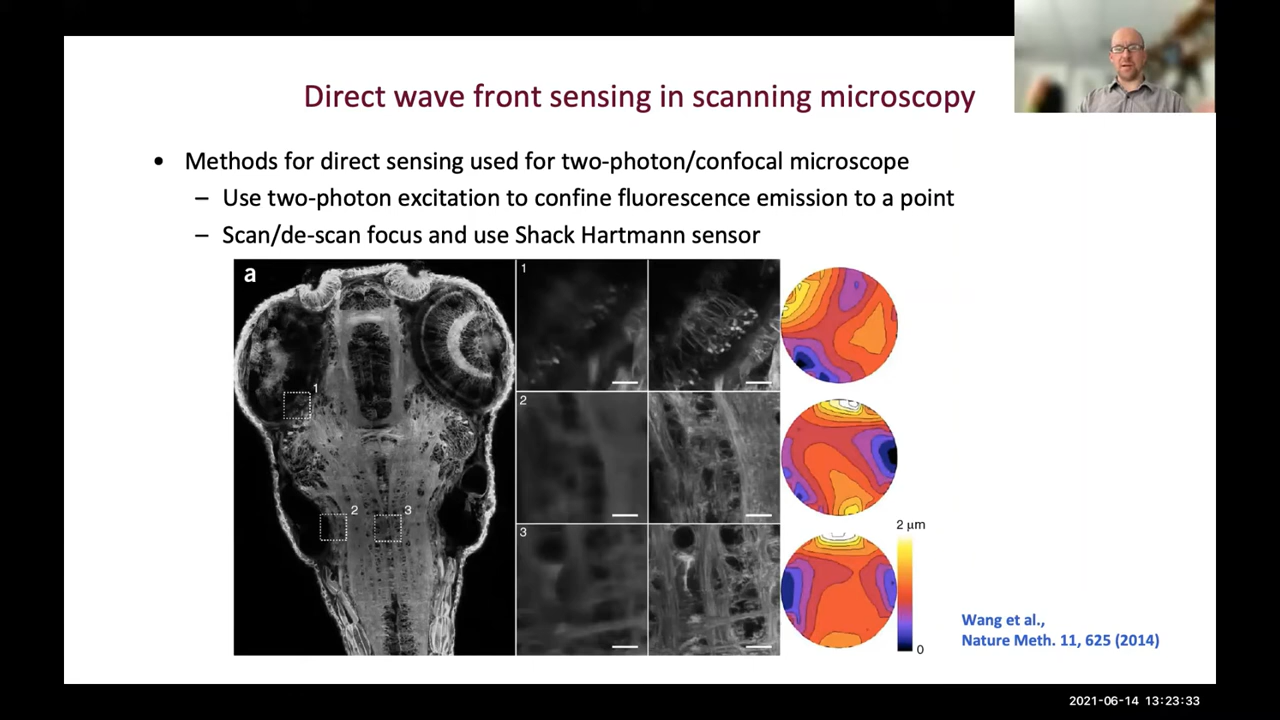 Direct wave front sensing in scanning microscopy
• Methods for direct sensing used for two-photon/confocal microscope
– Use two-photon excitation to confine fluorescence emission to a point
– Scan/de-scan focus and use Shack Hartmann sensor
a
1
2
3
1
2
3
2 μm
0
Wang et al.,
Nature Meth. 11, 625 (2014)
2021-06-14 13:23:33